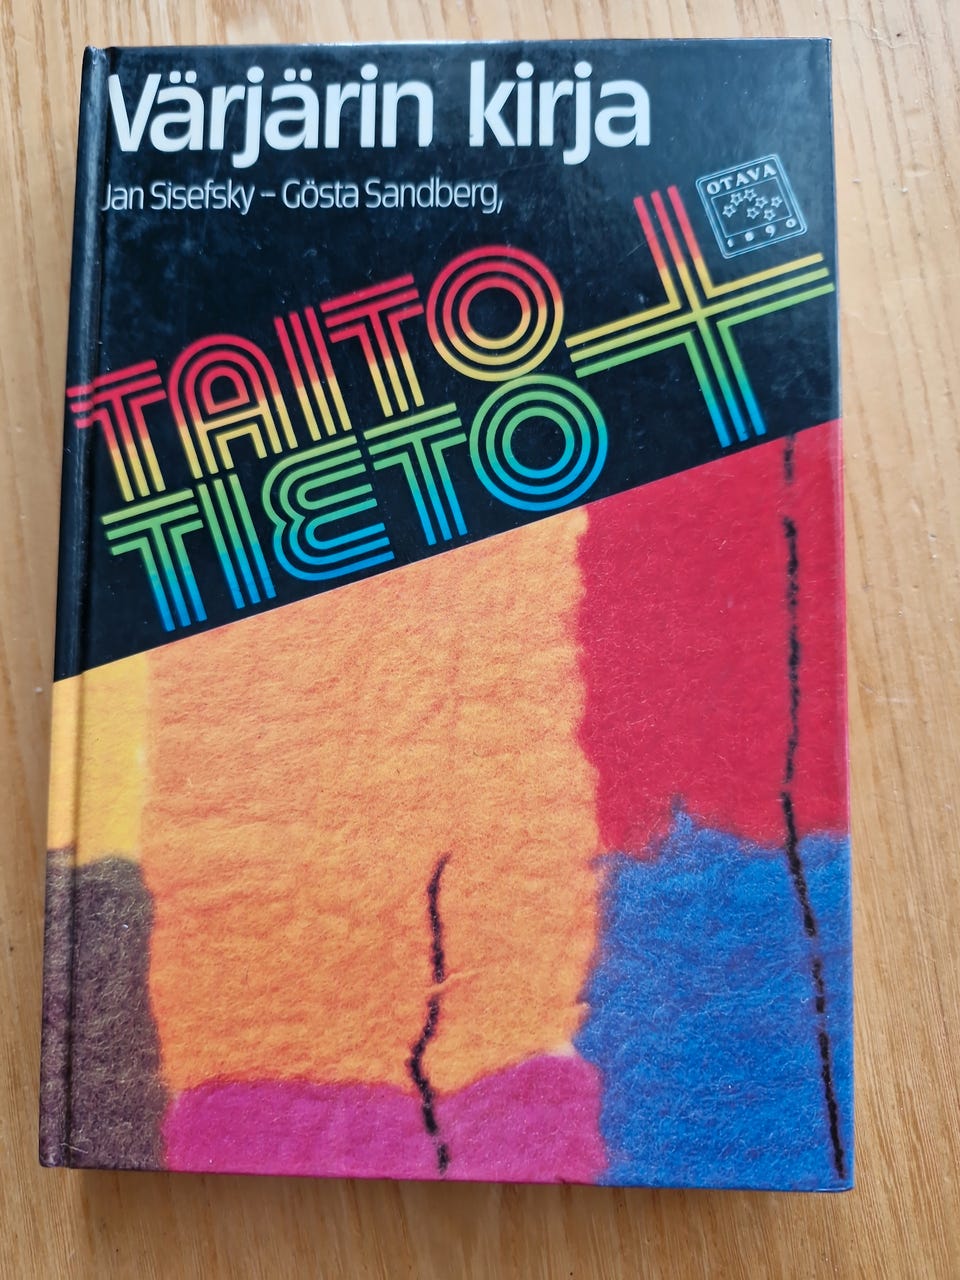 Värjärin kirja
Jan Sisefsky – Gösta Sandberg,
OTAVA
1890
TAITO
TIETO +